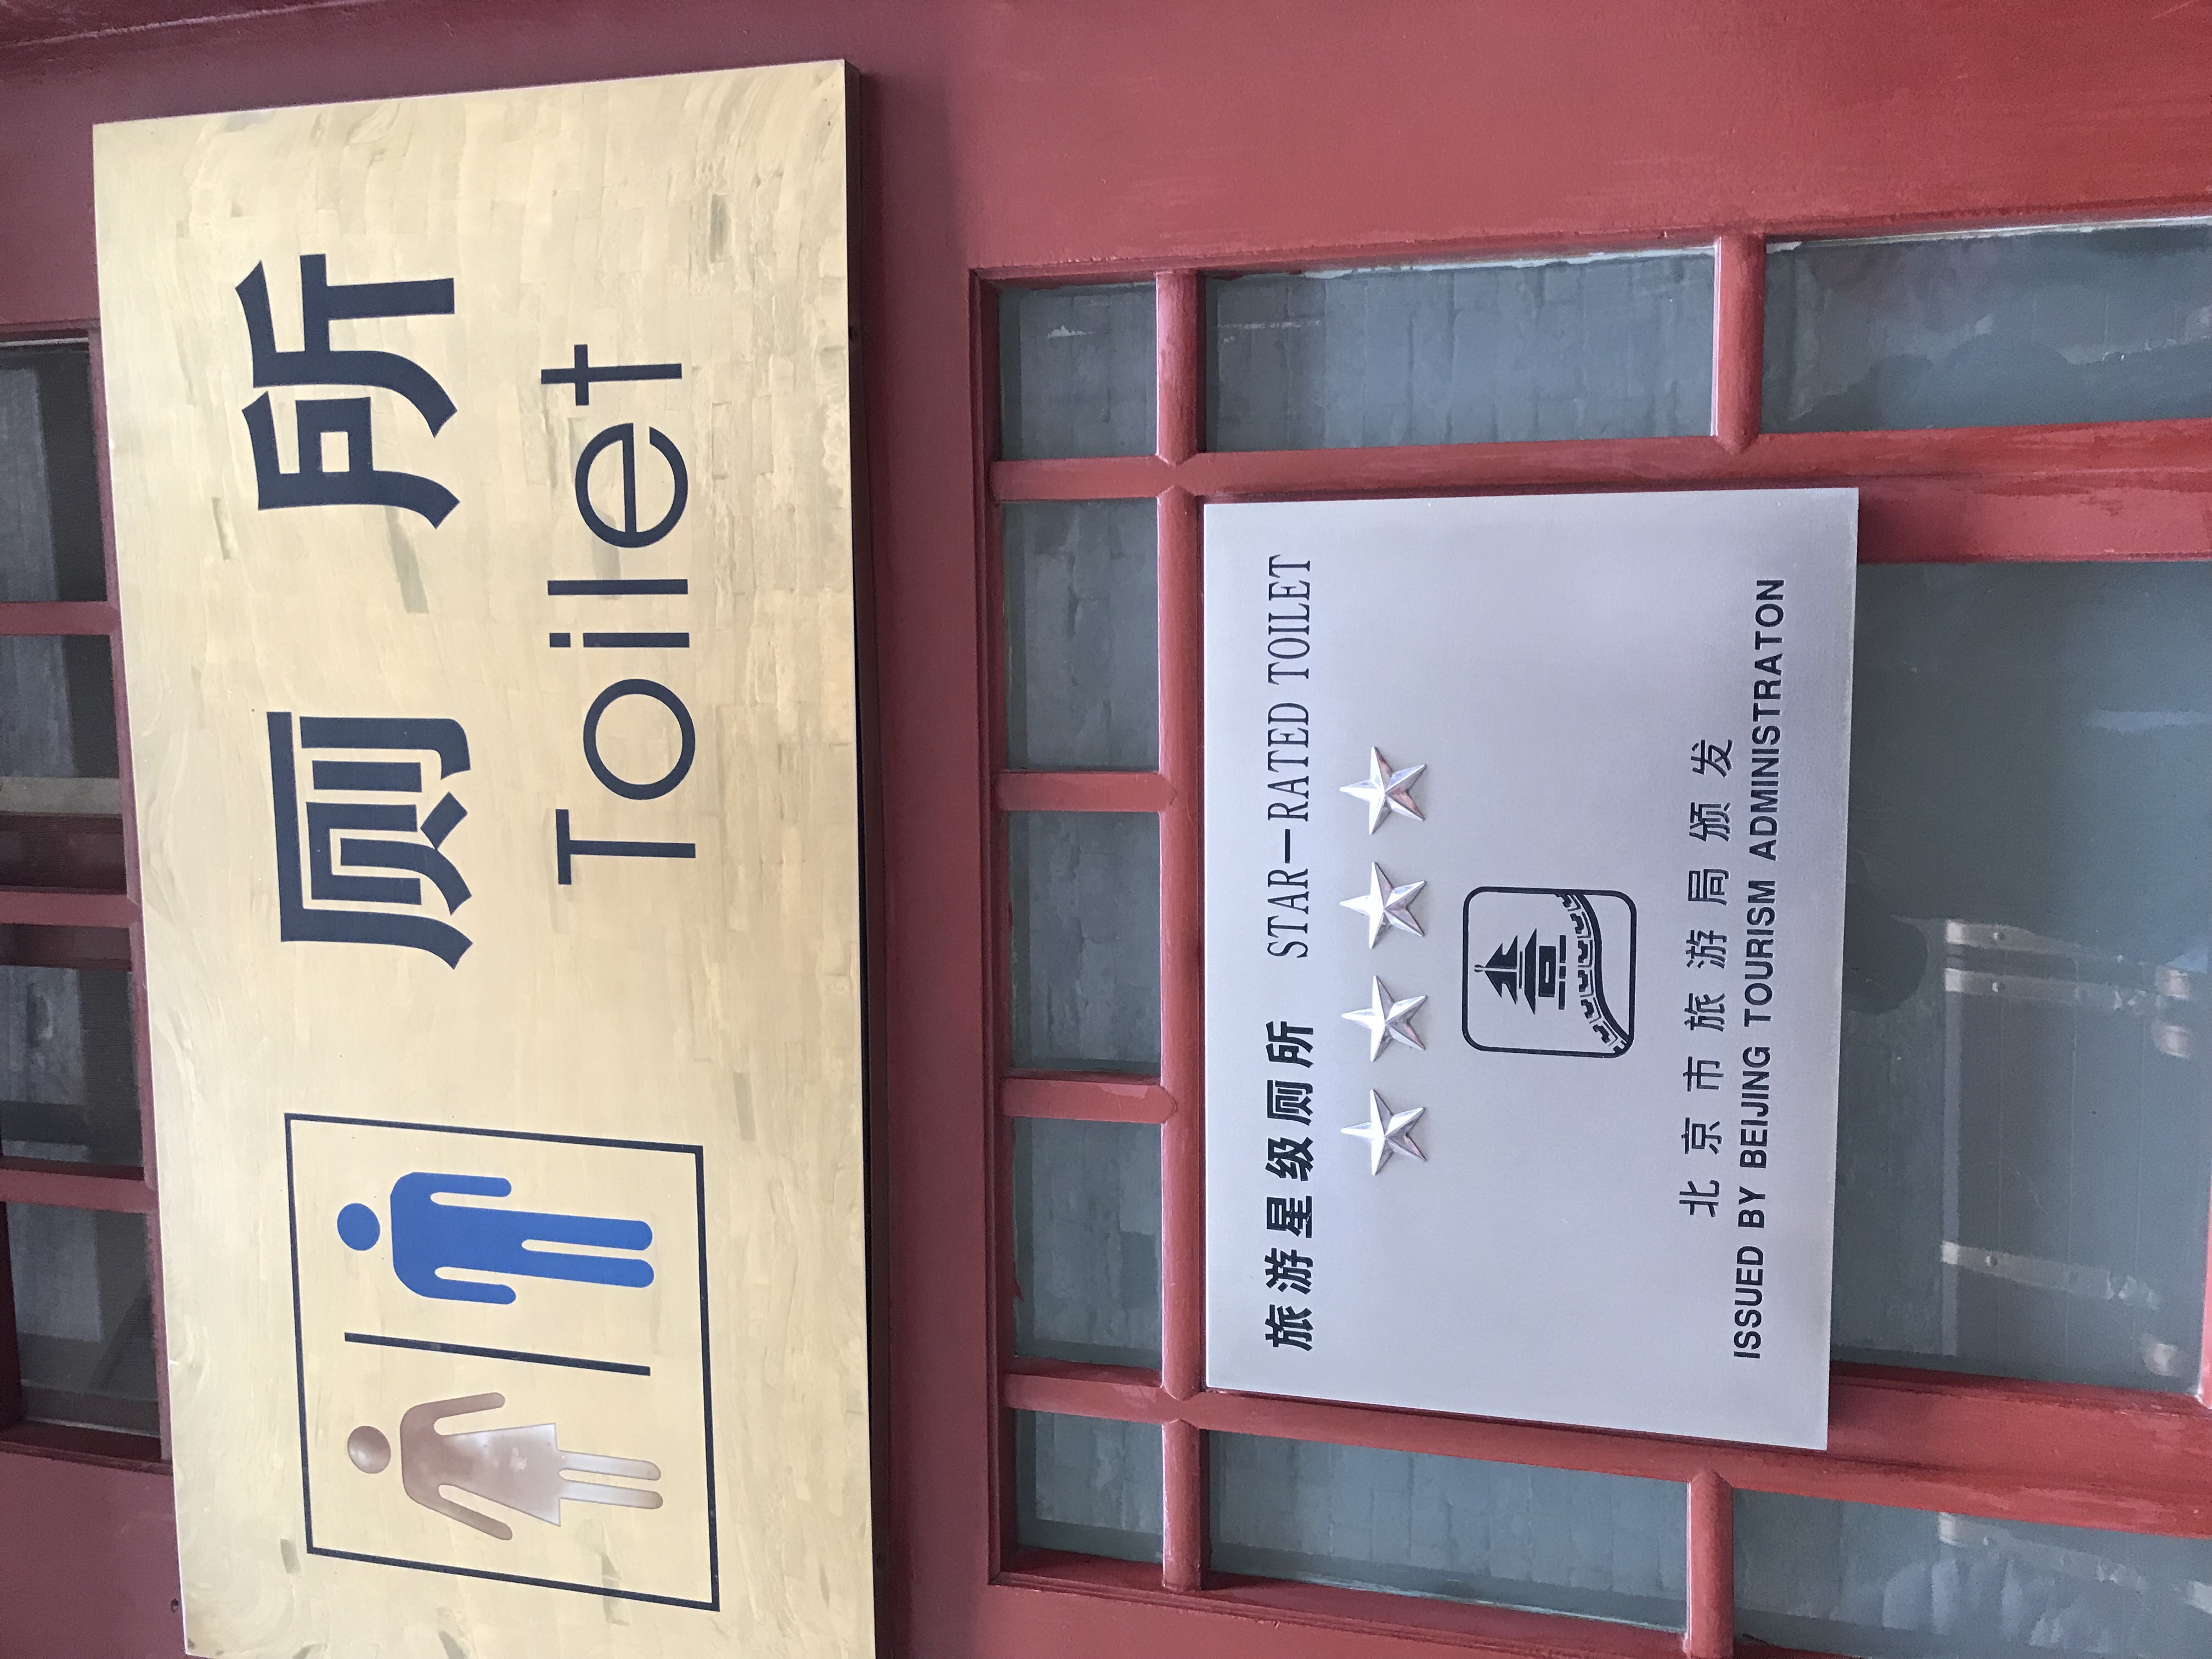 厕所
Toilet
旅游星级厕所 STAR-RATED TOILET
北京市旅游局颁发
ISSUED BY BEIJING TOURISM ADMINISTRATON